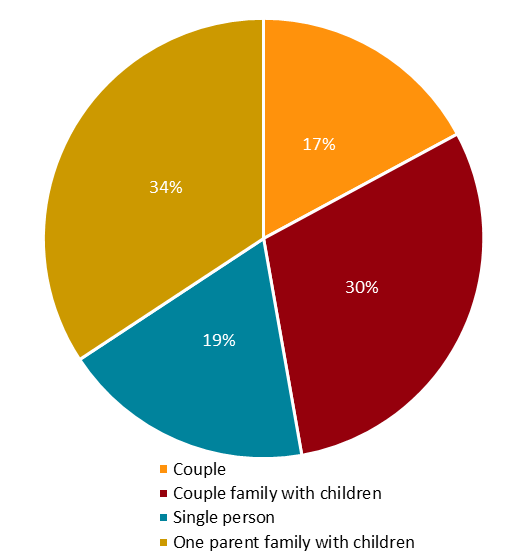 17%
34%
30%
19%
Couple
Couple family with children
Single person
One parent family with children